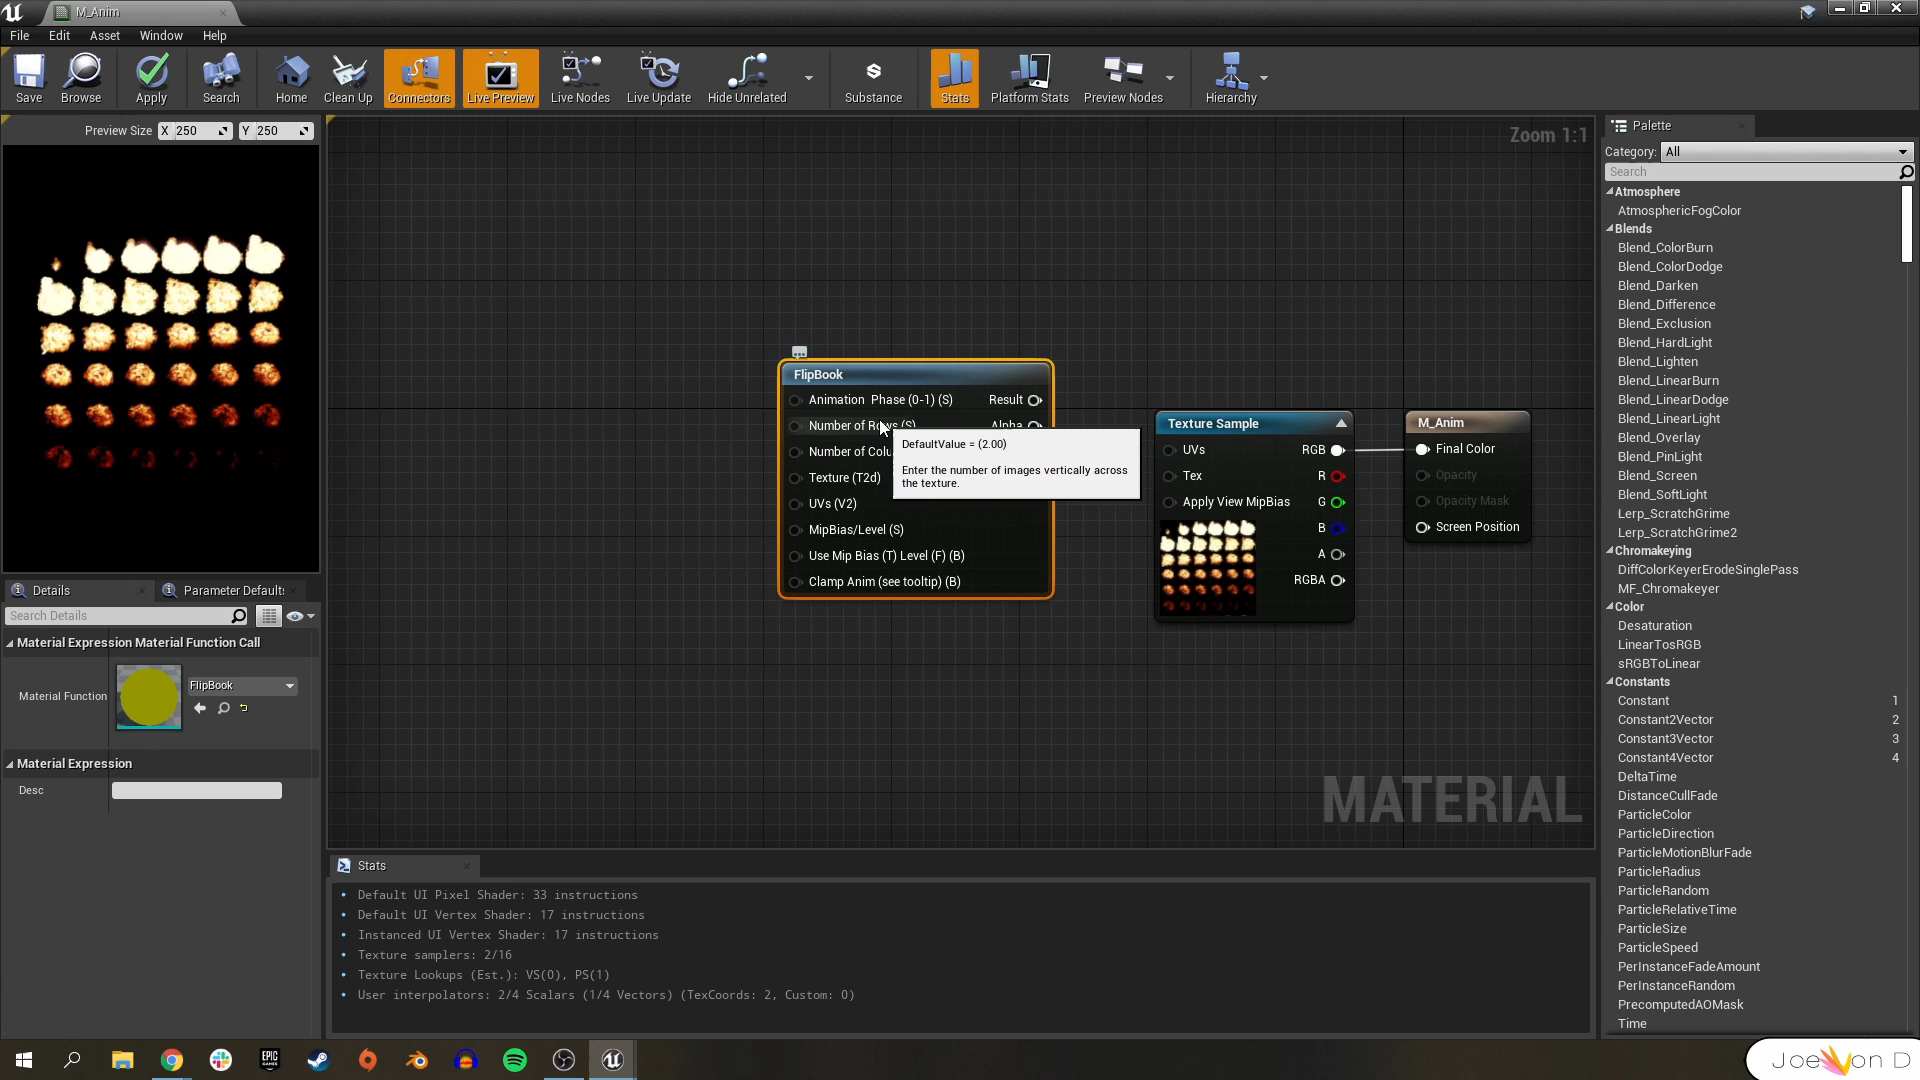 M_Anim
File Edit Asset Window Help
Save Browse Apply Search Home Clean Up Connectors Live Preview Live Nodes Live Update Hide Unrelated Substance Stats Platform Stats Preview Nodes Hierarchy
Preview Size X 250 Y 250
Zoom 1:1
FlipBook
Animation Phase (0-1) (S) Result
Number of Rows (S) Alpha
Number of Colu
Texture (T2d)
UVs (V2)
MipBias/Level (S)
Use Mip Bias (T) Level (F) (B)
Clamp Anim (see tooltip) (B)
DefaultValue = (2.00)
Enter the number of images vertically across
the texture.
Texture Sample
UVs RGB
Tex R
Apply View MipBias G
B
A
RGBA
M_Anim
Final Color
Opacity
Opacity Mask
Screen Position
MATERIAL
Details Parameter Default
Search Details
Material Expression Material Function Call
Material Function FlipBook
Material Expression
Desc
Stats
Default UI Pixel Shader: 33 instructions
Default UI Vertex Shader: 17 instructions
Instanced UI Vertex Shader: 17 instructions
Texture samplers: 2/16
Texture Lookups (Est.): VS(0), PS(1)
User interpolators: 2/4 Scalars (1/4 Vectors) (TexCoords: 2, Custom: 0)
Palette
Category: All
Search
Atmosphere
AtmosphericFogColor
Blends
Blend_ColorBurn
Blend_ColorDodge
Blend_Darken
Blend_Difference
Blend_Exclusion
Blend_HardLight
Blend_Lighten
Blend_LinearBurn
Blend_LinearDodge
Blend_LinearLight
Blend_Overlay
Blend_PinLight
Blend_Screen
Blend_SoftLight
Lerp_ScratchGrime
Lerp_ScratchGrime2
Chromakeying
DiffColorKeyerErodeSinglePass
MF_Chromakeyer
Color
Desaturation
LinearTosRGB
sRGBToLinear
Constants
Constant 1
Constant2Vector 2
Constant3Vector 3
Constant4Vector 4
DeltaTime
DistanceCullFade
ParticleColor
ParticleDirection
ParticleMotionBlurFade
ParticleRadius
ParticleRandom
ParticleRelativeTime
ParticleSize
ParticleSpeed
PerInstanceFadeAmount
PerInstanceRandom
PrecomputedAOMask
Time
EPIC GAMES
Joe Von D